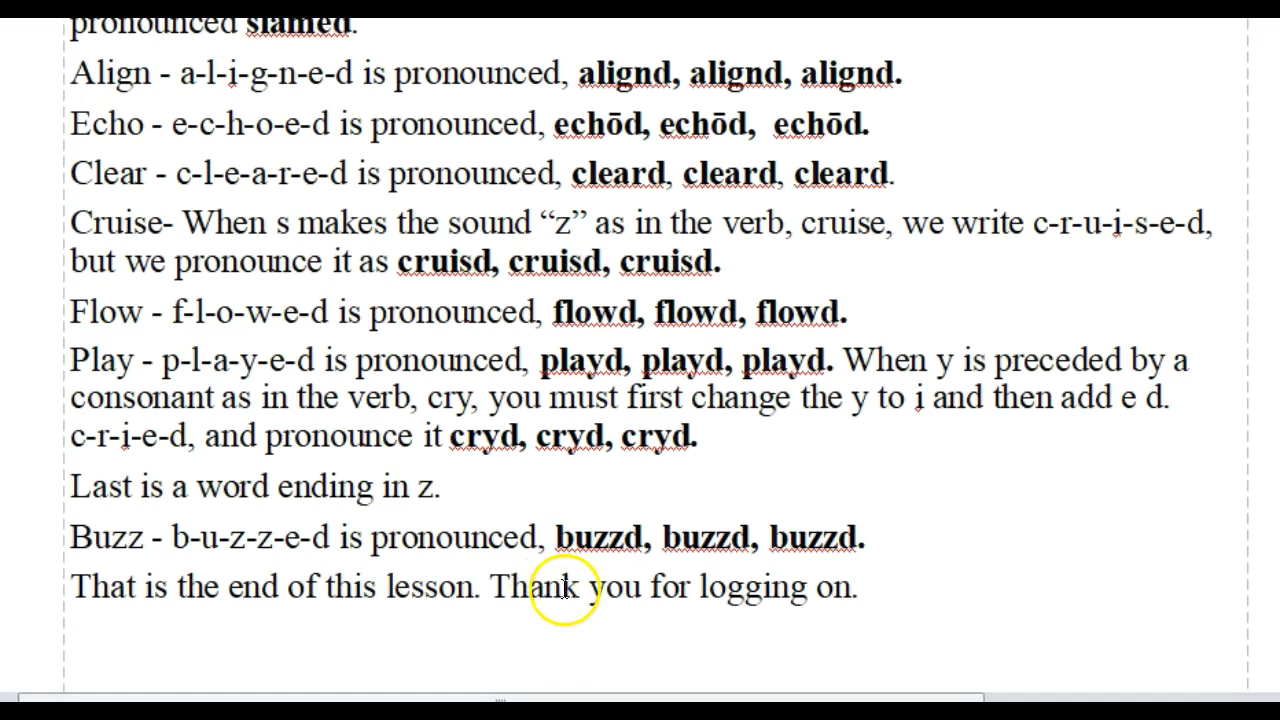 pronounced slamed.
Align - a-l-i-g-n-e-d is pronounced, alignd, alignd, alignd.
Echo - e-c-h-o-e-d is pronounced, echōd, echōd, echōd.
Clear - c-l-e-a-r-e-d is pronounced, cleard, cleard, cleard.
Cruise- When s makes the sound “z” as in the verb, cruise, we write c-r-u-i-s-e-d,
but we pronounce it as cruisd, cruisd, cruisd.
Flow - f-l-o-w-e-d is pronounced, flowd, flowd, flowd.
Play - p-l-a-y-e-d is pronounced, playd, playd, playd. When y is preceded by a
consonant as in the verb, cry, you must first change the y to i and then add e d.
c-r-i-e-d, and pronounce it cryd, cryd, cryd.
Last is a word ending in z.
Buzz - b-u-z-z-e-d is pronounced, buzzd, buzzd, buzzd.
That is the end of this lesson. Thank you for logging on.